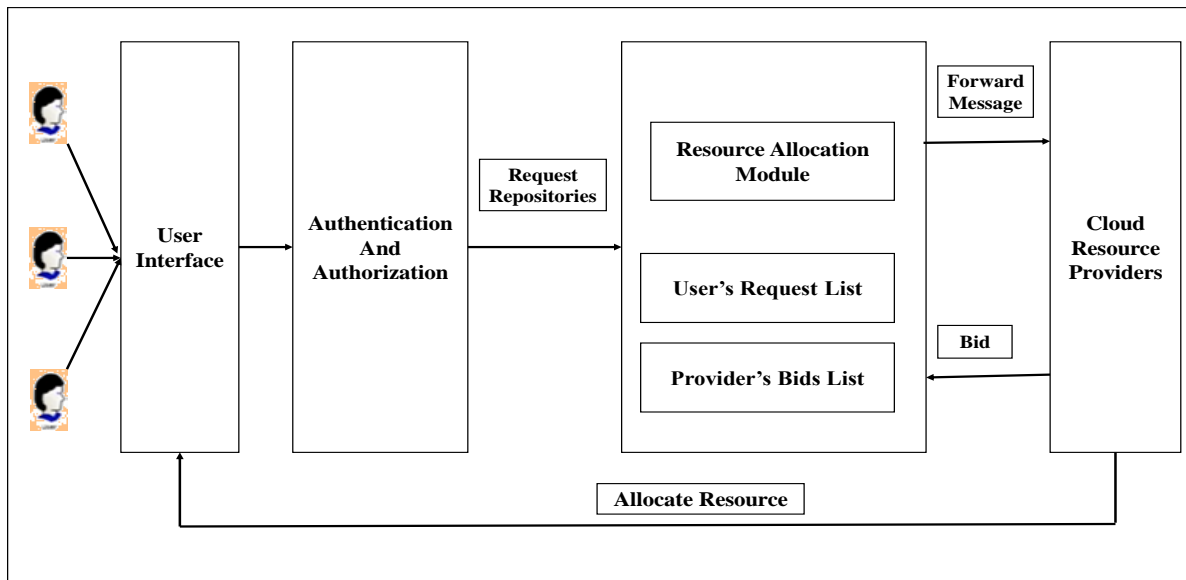 User
Interface
Authentication
And
Authorization
Request
Repositories
Resource Allocation
Module
User’s Request List
Provider’s Bids List
Forward
Message
Bid
Cloud
Resource
Providers
Allocate Resource